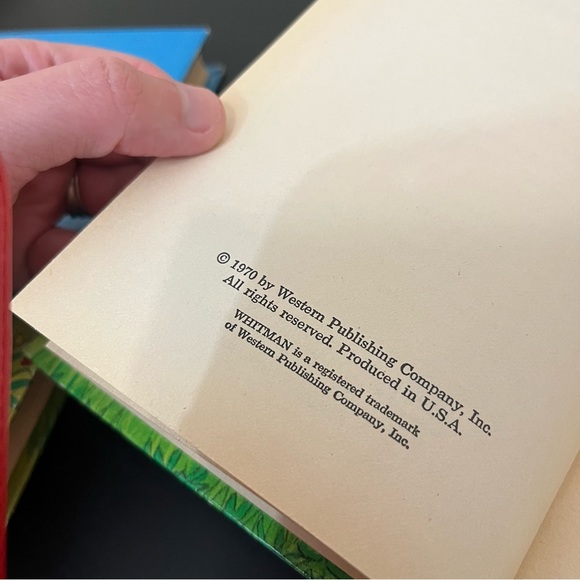 © 1970 by Western Publishing Company, Inc.
All rights reserved. Produced in U.S.A.
WHITMAN is a registered trademark
of Western Publishing Company, Inc.